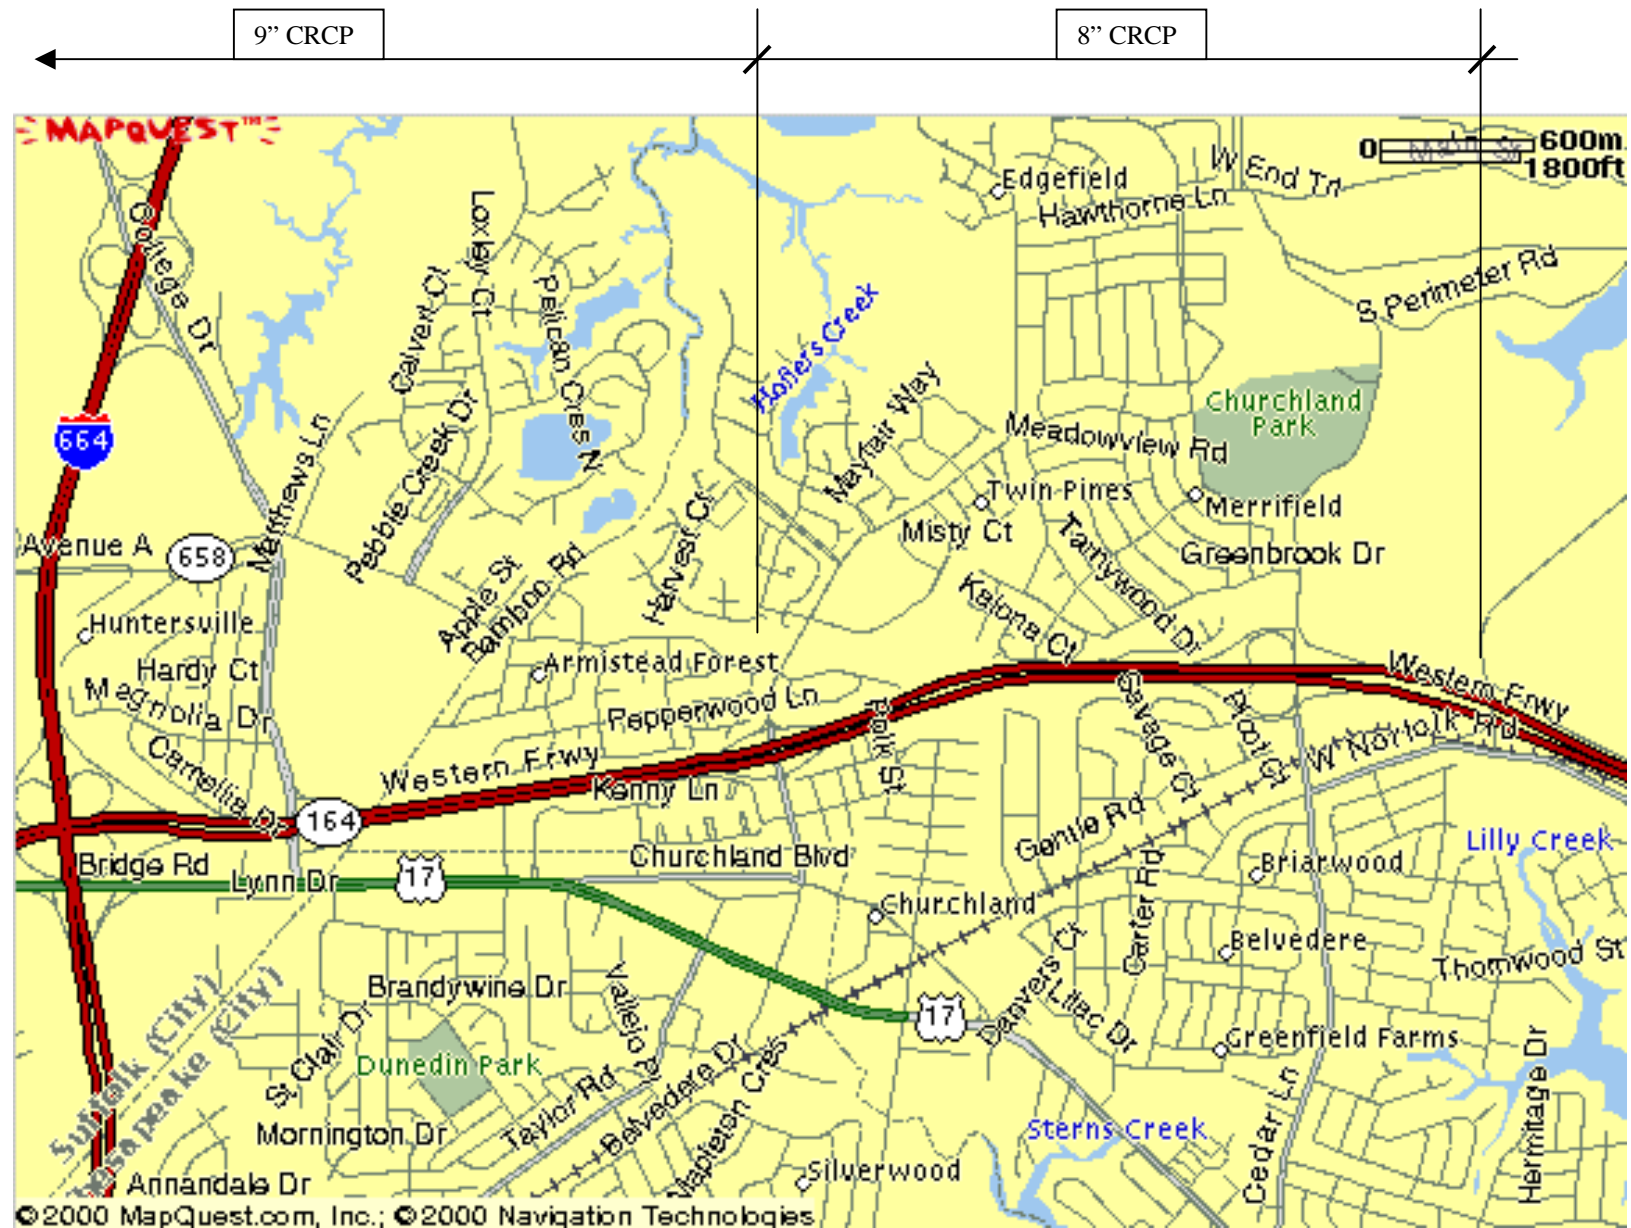 9” CRCP
8” CRCP
MAPQUEST™
0
600m
1800ft
College Dr
Loxley Ct
Edgefield
W End Trl
Hawthorne Ln
S Perimeter Rd
Calvert Ct
Pelican Cres N
Hoflers Creek
664
Matthews Ln
Pebble Creek Dr
Mayfair Way
Churchland
Park
Meadowview Rd
Twin Pines
Merrifield
Harvest Ct
Misty Ct
Avenue A
658
Tarrywood Dr
Greenbrook Dr
Apple St
Bamboo Rd
Kalona Ct
Huntersville
Hardy Ct
Armistead Forest
Magnolia Dr
Pepperwood Ln
Polk St
Western Frwy
Savage Ct
Proot Ct
W Norfolk Rd
Camellia Dr
Western Frwy
Kenny Ln
164
Gentle Rd
Lilly Creek
Bridge Rd
Lynn Dr
17
Churchland Blvd
Briarwood
Churchland
Carter Rd
Belvedere
Thornwood St
Suffolk (City)
Chesapeake (City)
Brandywine Dr
Vallejo Dr
17
Danvers Ct
Lilac Dr
St Clair Dr
Dunedin Park
Greenfield Farms
Taylor Rd
Belvedere Dr
Mapleton Cres
Cedar Ln
Hermitage Dr
Mornington Dr
Sterns Creek
Silverwood
Annandale Dr
©2000 MapQuest.com, Inc.; ©2000 Navigation Technologies